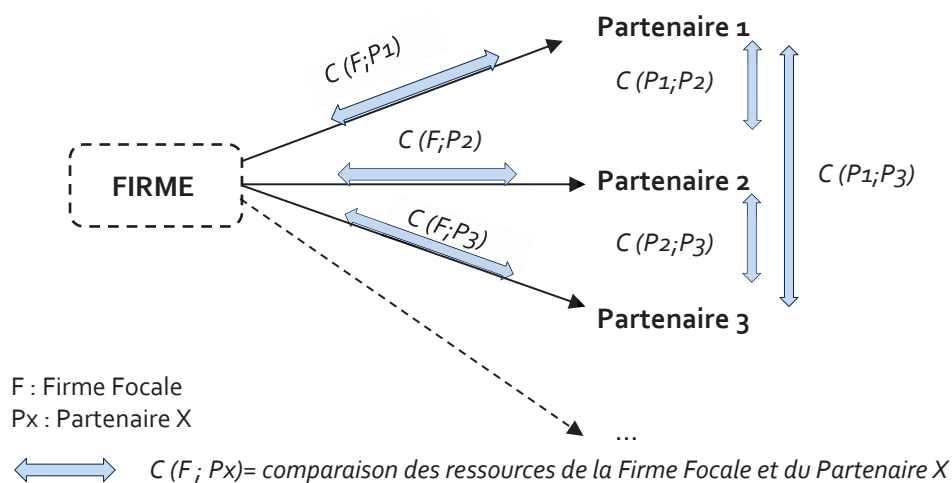 Partenaire 1
C (F;P1)
C (P1;P2)
C (F;P2)
FIRME
Partenaire 2
C (P1;P3)
C (F;P3)
C (P2;P3)
Partenaire 3
F : Firme Focale
Px : Partenaire X
...
C (F ; Px)= comparaison des ressources de la Firme Focale et du Partenaire X